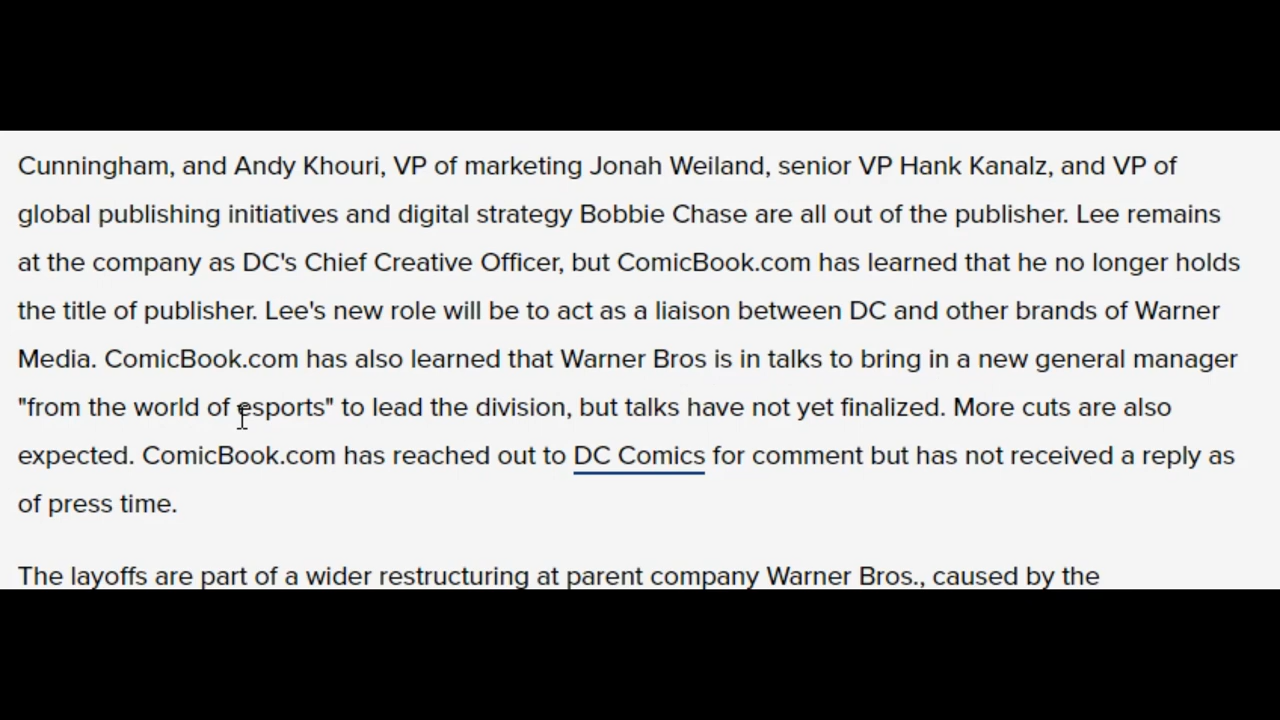 Cunningham, and Andy Khouri, VP of marketing Jonah Weiland, senior VP Hank Kanalz, and VP of
global publishing initiatives and digital strategy Bobbie Chase are all out of the publisher. Lee remains
at the company as DC's Chief Creative Officer, but ComicBook.com has learned that he no longer holds
the title of publisher. Lee's new role will be to act as a liaison between DC and other brands of Warner
Media. ComicBook.com has also learned that Warner Bros is in talks to bring in a new general manager
"from the world of esports" to lead the division, but talks have not yet finalized. More cuts are also
expected. ComicBook.com has reached out to DC Comics for comment but has not received a reply as
of press time.
The layoffs are part of a wider restructuring at parent company Warner Bros., caused by the